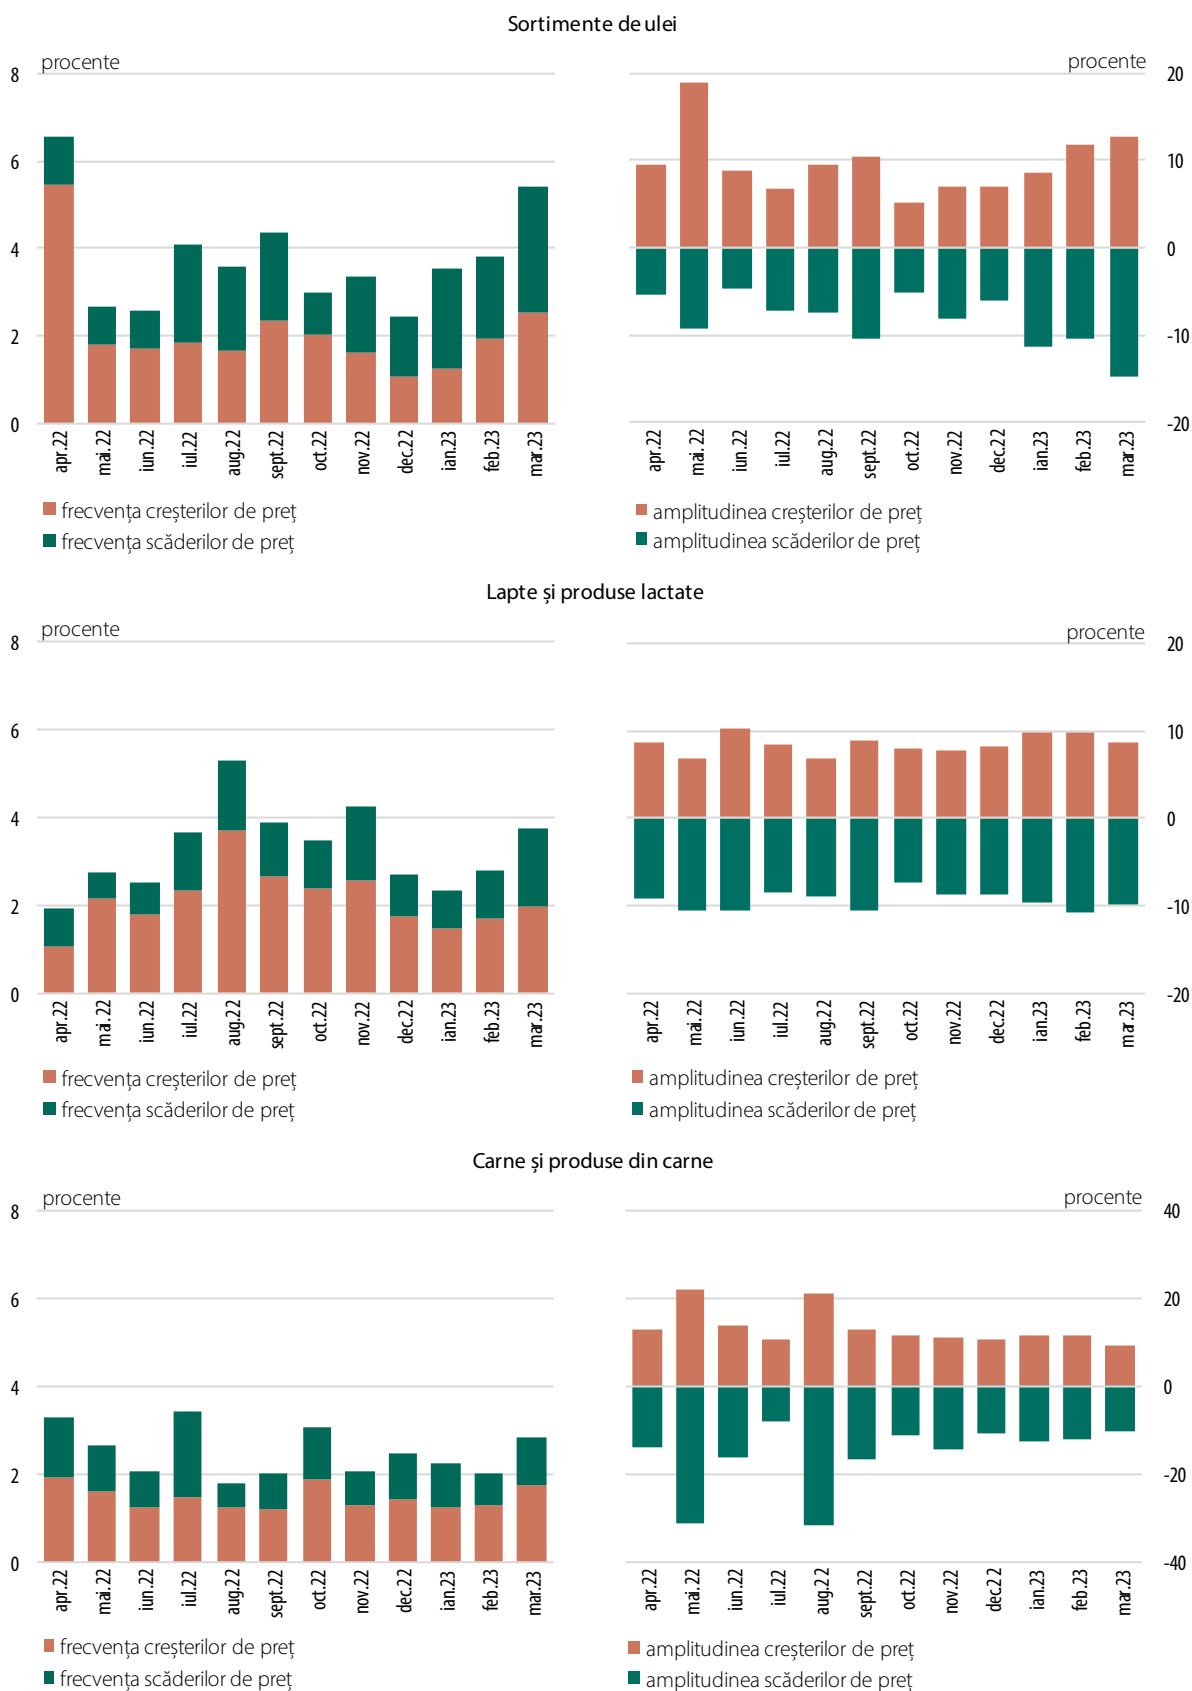 Sortimente de ulei
procente
8
6
4
2
0
apr.22 mai.22 iun.22 iul.22 aug.22 sept.22 oct.22 nov.22 dec.22 ian.23 feb.23 mar.23
frecvența creșterilor de preț
frecvența scăderilor de preț
procente
20
10
0
-10
-20
apr.22 mai.22 iun.22 iul.22 aug.22 sept.22 oct.22 nov.22 dec.22 ian.23 feb.23 mar.23
amplitudinea creșterilor de preț
amplitudinea scăderilor de preț
Lapte și produse lactate
procente
8
6
4
2
0
apr.22 mai.22 iun.22 iul.22 aug.22 sept.22 oct.22 nov.22 dec.22 ian.23 feb.23 mar.23
frecvența creșterilor de preț
frecvența scăderilor de preț
procente
20
10
0
-10
-20
apr.22 mai.22 iun.22 iul.22 aug.22 sept.22 oct.22 nov.22 dec.22 ian.23 feb.23 mar.23
amplitudinea creșterilor de preț
amplitudinea scăderilor de preț
Carne și produse din carne
procente
8
6
4
2
0
apr.22 mai.22 iun.22 iul.22 aug.22 sept.22 oct.22 nov.22 dec.22 ian.23 feb.23 mar.23
frecvența creșterilor de preț
frecvența scăderilor de preț
procente
40
20
0
-20
-40
apr.22 mai.22 iun.22 iul.22 aug.22 sept.22 oct.22 nov.22 dec.22 ian.23 feb.23 mar.23
amplitudinea creșterilor de preț
amplitudinea scăderilor de preț